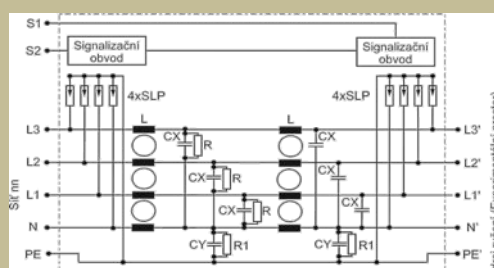 S1
S2
Signalizační
obvod
Signalizační
obvod
4xSLP
4xSLP
L
L
L3
CX
R
CX
L3'
L2
CX
R
CX
L2'
L1
CX
R
CX
L1'
N
N'
CY
R1
CY
R1
PE
PE'
Síť nn